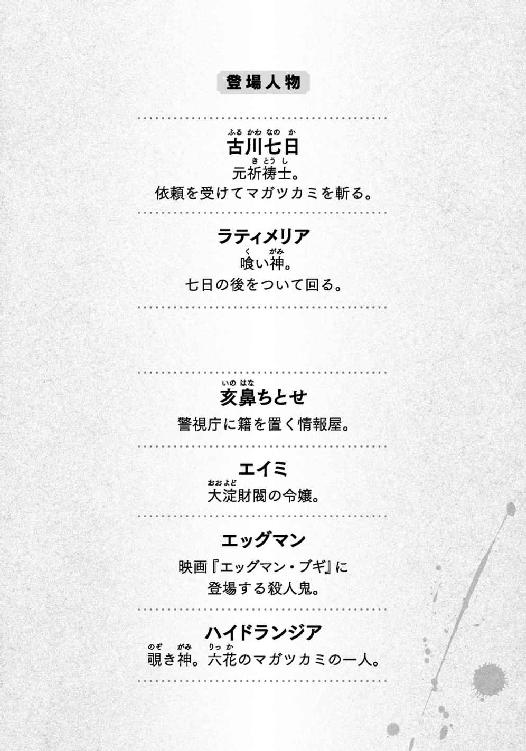 登場人物
ふるかわなのか
古川七日
きとうし
元祈祷士。
依頼を受けてマガツカミを斬る。
ラティメリア
く がみ
喰い神。
七日の後をついて回る。
いのはな
亥鼻ちとせ
警視庁に籍を置く情報屋。
エイミ
おおよど
大淀財閥の令嬢。
エッグマン
映画『エッグマン・ブギ』に
登場する殺人鬼。
ハイドランジア
のぞ がみ りっか
覗き神。六花のマガツカミの一人。